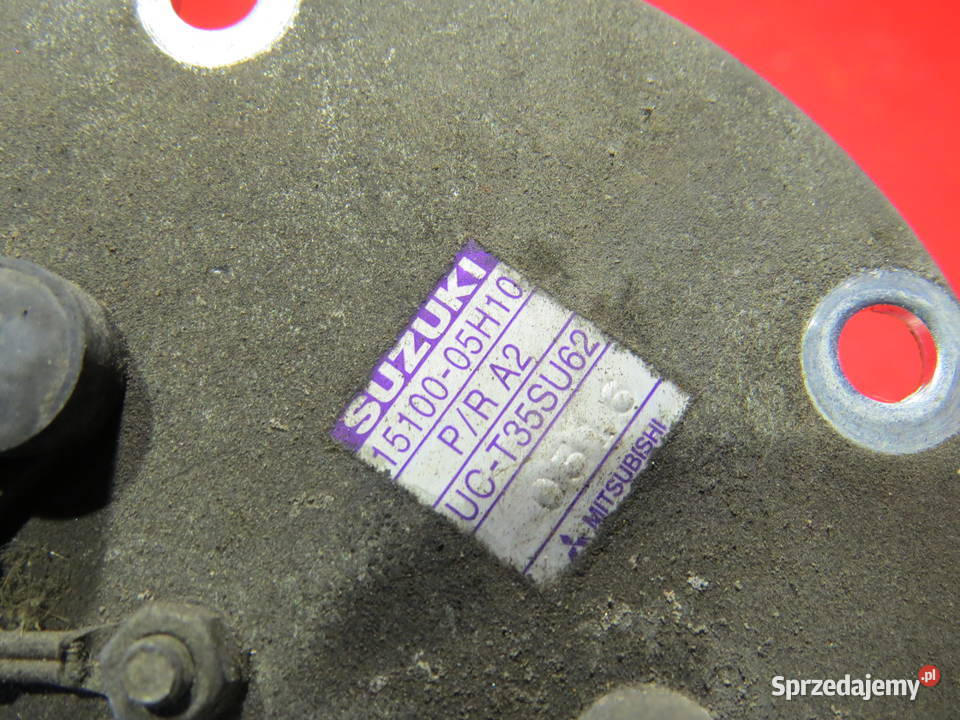 SUZUKI
15100-05H10
P/R A2
UC-T35SU62
MITSUBISHI
Sprzedajemy.pl